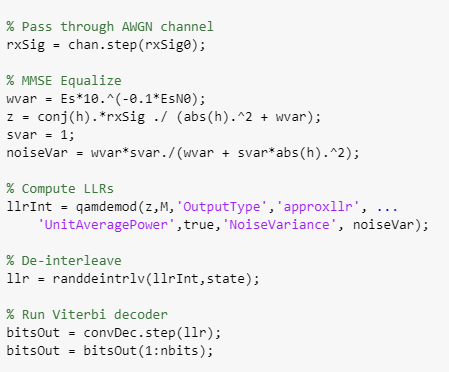 % Pass through AWGN channel
rxSig = chan.step(rxSig0);
% MMSE Equalize
wvar = Es*10.^(-0.1*EsN0);
z = conj(h).*rxSig ./ (abs(h).^2 + wvar);
svar = 1;
noiseVar = wvar*svar./(wvar + svar*abs(h).^2);
% Compute LLRs
llrInt = qamdemod(z,M,'OutputType','approxllr', ...
'UnitAveragePower',true,'NoiseVariance', noiseVar);
% De-interleave
llr = randdeintrlv(llrInt,state);
% Run Viterbi decoder
bitsOut = convDec.step(llr);
bitsOut = bitsOut(1:nbits);